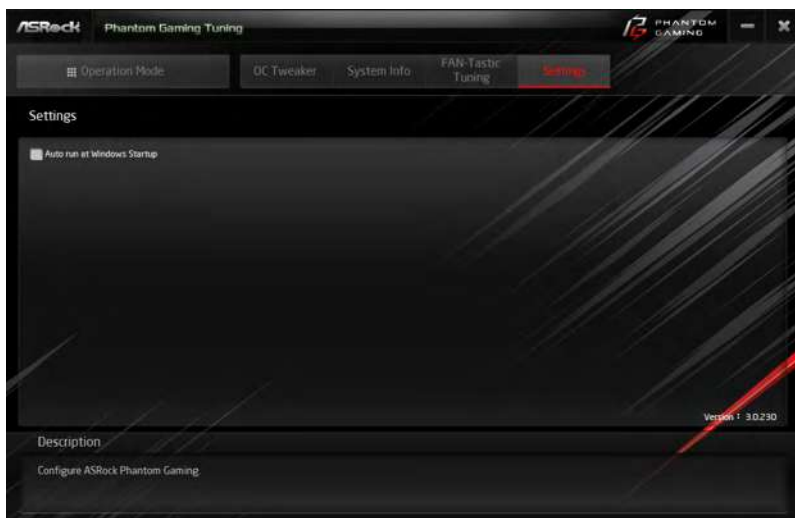 ASRock Phantom Gaming Tuning PHANTOM GAMING
Operation Mode OC Tweaker System Info FAN-Tastic Tuning Settings
Settings
Auto run at Windows Startup
Version : 3.0.230
Description
Configure ASRock Phantom Gaming.